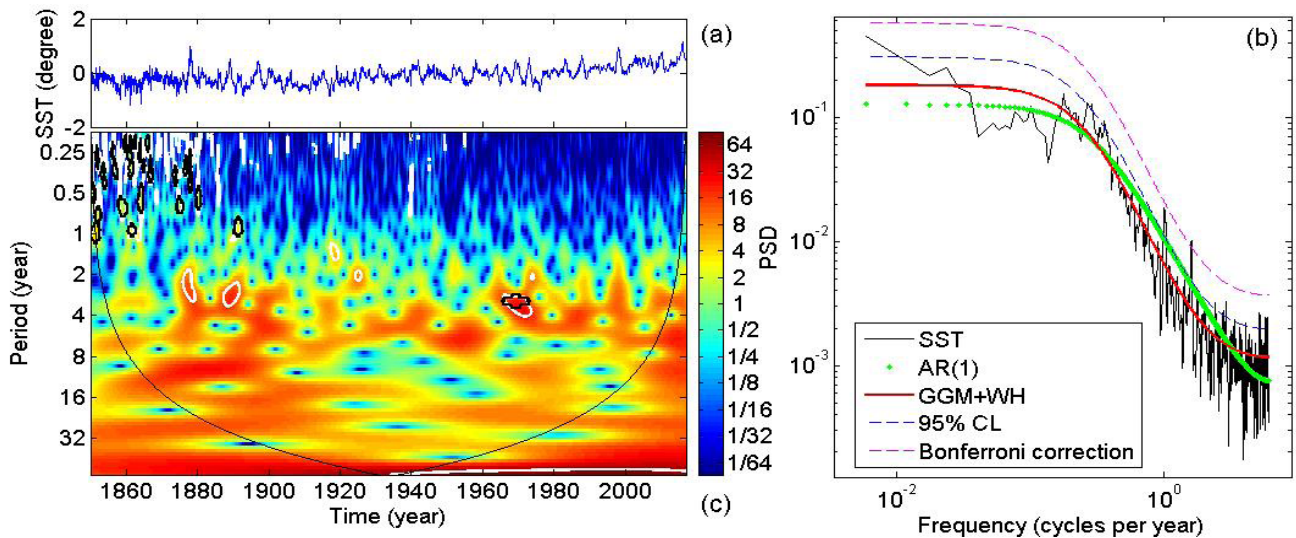 2
0
-2
SST (degree)
(a)
0.25
0.5
1
2
4
8
16
32
Period (year)
1860 1880 1900 1920 1940 1960 1980 2000
Time (year)
64
32
16
8
4
2
1
1/2
1/4
1/8
1/16
1/32
1/64
PSD
(c)
(b)
10^-1
10^-2
10^-3
SST
AR(1)
GGM+WH
95% CL
Bonferroni correction
10^-2 10^0
Frequency (cycles per year)